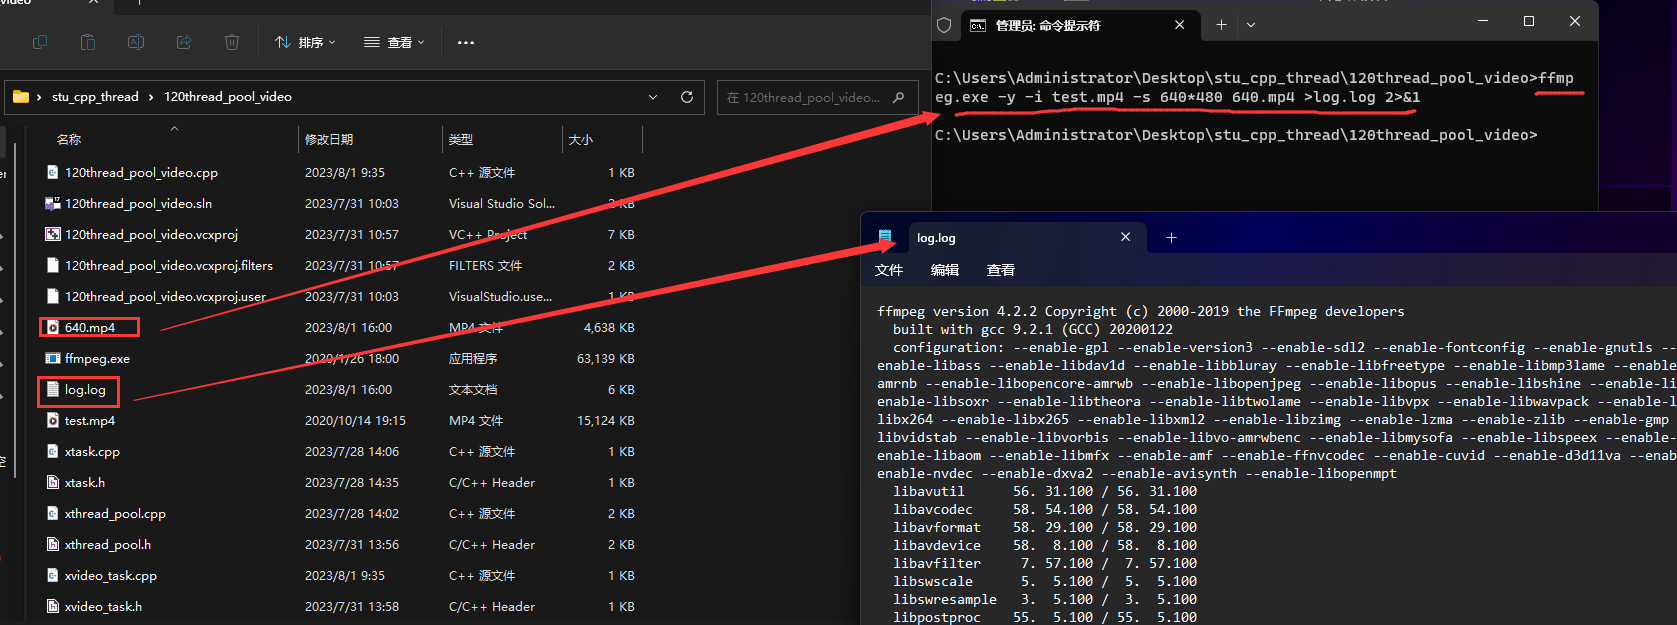 排序
查看
stu_cpp_thread
120thread_pool_video
在 120thread_pool_video...
名称 修改日期 类型 大小
120thread_pool_video.cpp 2023/8/1 9:35 C++ 源文件 1 KB
120thread_pool_video.sln 2023/7/31 10:03 Visual Studio Sol... 2 KB
120thread_pool_video.vcxproj 2023/7/31 10:57 VC++ Project 7 KB
120thread_pool_video.vcxproj.filters 2023/7/31 10:57 FILTERS 文件 2 KB
120thread_pool_video.vcxproj.user 2023/7/31 10:03 VisualStudio.use... 1 KB
640.mp4 2023/8/1 16:00 MP4 文件 4,638 KB
ffmpeg.exe 2020/1/26 18:00 应用程序 63,139 KB
log.log 2023/8/1 16:00 文本文档 6 KB
test.mp4 2020/10/14 19:15 MP4 文件 15,124 KB
xtask.cpp 2023/7/28 14:06 C++ 源文件 1 KB
xtask.h 2023/7/28 14:35 C/C++ Header 1 KB
xthread_pool.cpp 2023/7/28 14:02 C++ 源文件 2 KB
xthread_pool.h 2023/7/31 13:56 C/C++ Header 2 KB
xvideo_task.cpp 2023/8/1 9:35 C++ 源文件 1 KB
xvideo_task.h 2023/7/31 13:58 C/C++ Header 1 KB
管理员: 命令提示符
C:\Users\Administrator\Desktop\stu_cpp_thread\120thread_pool_video>ffmp
eg.exe -y -i test.mp4 -s 640*480 640.mp4 >log.log 2>&1
C:\Users\Administrator\Desktop\stu_cpp_thread\120thread_pool_video>
log.log
文件 编辑 查看
ffmpeg version 4.2.2 Copyright (c) 2000-2019 the FFmpeg developers
built with gcc 9.2.1 (GCC) 20200122
configuration: --enable-gpl --enable-version3 --enable-sdl2 --enable-fontconfig --enable-gnutls --
enable-libass --enable-libdav1d --enable-libbluray --enable-libfreetype --enable-libmp3lame --enable
amrnb --enable-libopencore-amrwb --enable-libopenjpeg --enable-libopus --enable-libshine --enable-li
enable-libsoxr --enable-libtheora --enable-libtwolame --enable-libvpx --enable-libwavpack --enable-l
libx264 --enable-libx265 --enable-libxml2 --enable-libzimg --enable-lzma --enable-zlib --enable-gmp
libvidstab --enable-libvorbis --enable-libvo-amrwbenc --enable-libmysofa --enable-libspeex --enable-
enable-libaom --enable-libmfx --enable-amf --enable-ffnvcodec --enable-cuvid --enable-d3d11va --enab
enable-nvdec --enable-dxva2 --enable-avisynth --enable-libopenmpt
libavutil 56. 31.100 / 56. 31.100
libavcodec 58. 54.100 / 58. 54.100
libavformat 58. 29.100 / 58. 29.100
libavdevice 58. 8.100 / 58. 8.100
libavfilter 7. 57.100 / 7. 57.100
libswscale 5. 5.100 / 5. 5.100
libswresample 3. 5.100 / 3. 5.100
libpostproc 55. 5.100 / 55. 5.100